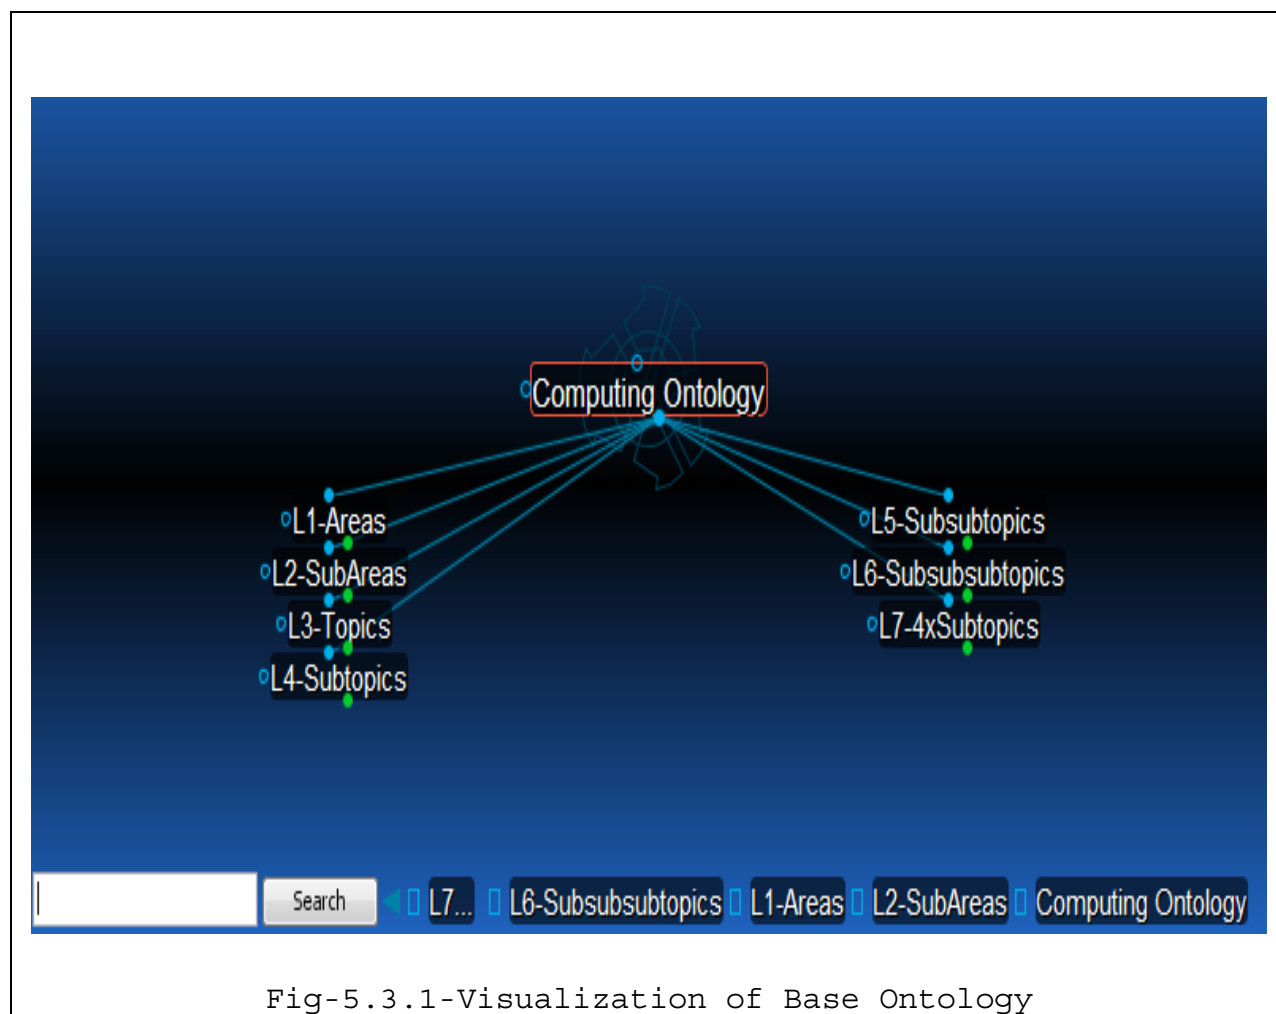 Computing Ontology
L1-Areas
L2-SubAreas
L3-Topics
L4-Subtopics
L5-Subsubtopics
L6-Subsubsubtopics
L7-4xSubtopics
Search
L7...
L6-Subsubsubtopics
L1-Areas
L2-SubAreas
Computing Ontology
Fig-5.3.1-Visualization of Base Ontology